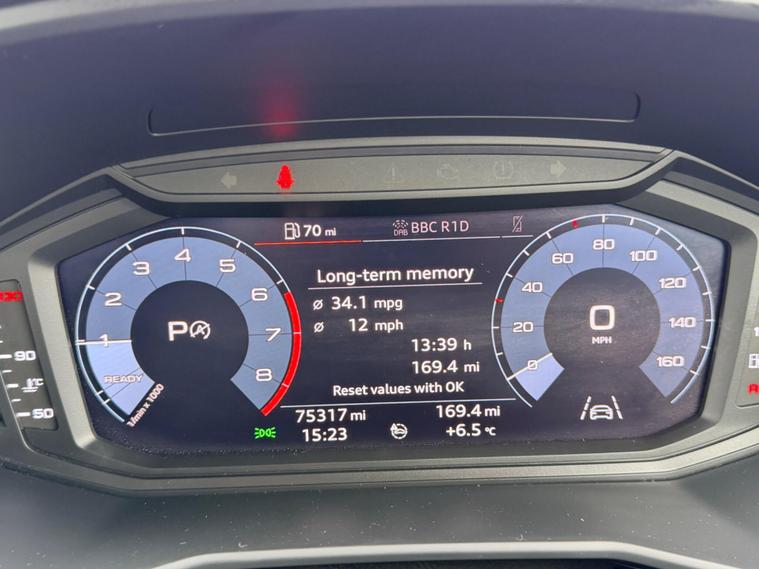 70 mi
DAB BBC R1D
Long-term memory
ø 34.1 mpg
ø 12 mph
13:39 h
169.4 mi
Reset values with OK
75317 mi 169.4 mi
15:23 +6.5 °C
1 2 3 4 5 6 7 8
READY
1/min x 1000
P A
0 20 40 60 80 100 120 140 160
0
MPH
90
°C
50